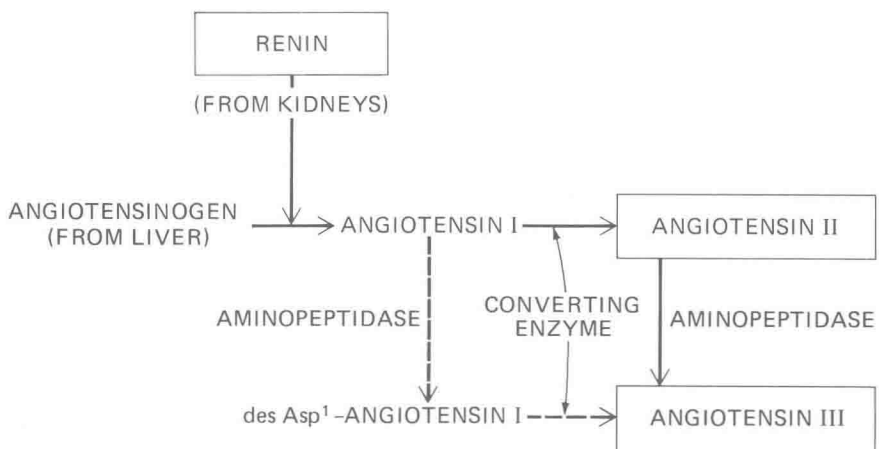 RENIN
(FROM KIDNEYS)
ANGIOTENSINOGEN
(FROM LIVER)
ANGIOTENSIN I
ANGIOTENSIN II
AMINOPEPTIDASE
CONVERTING
ENZYME
AMINOPEPTIDASE
des Asp¹-ANGIOTENSIN I
ANGIOTENSIN III